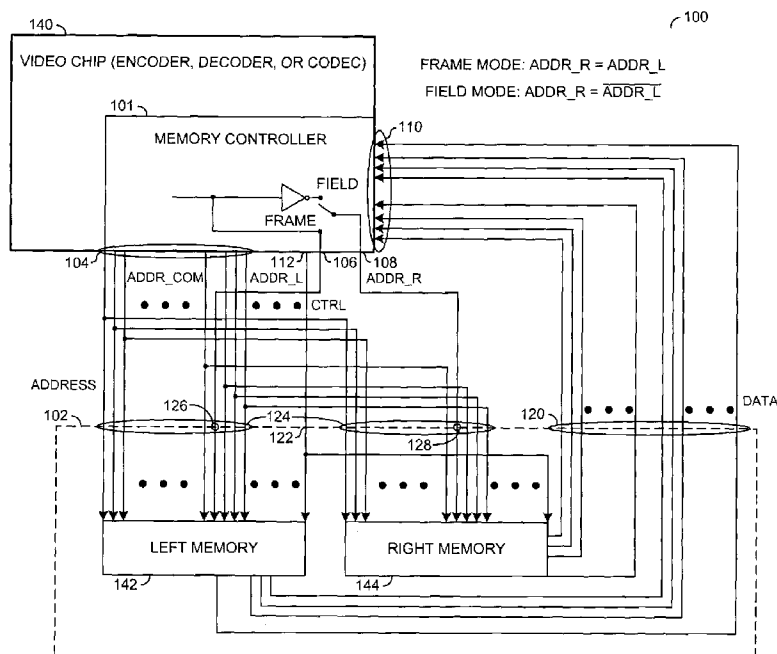 100
140
VIDEO CHIP (ENCODER, DECODER, OR CODEC)
FRAME MODE: ADDR_R = ADDR_L
FIELD MODE: ADDR_R = A̅D̅D̅R̅_̅L̅
101
110
MEMORY CONTROLLER
FIELD
FRAME
104
112
106
108
ADDR_COM
ADDR_L
ADDR_R
CTRL
ADDRESS
DATA
102
126
124
122
128
120
LEFT MEMORY
RIGHT MEMORY
142
144